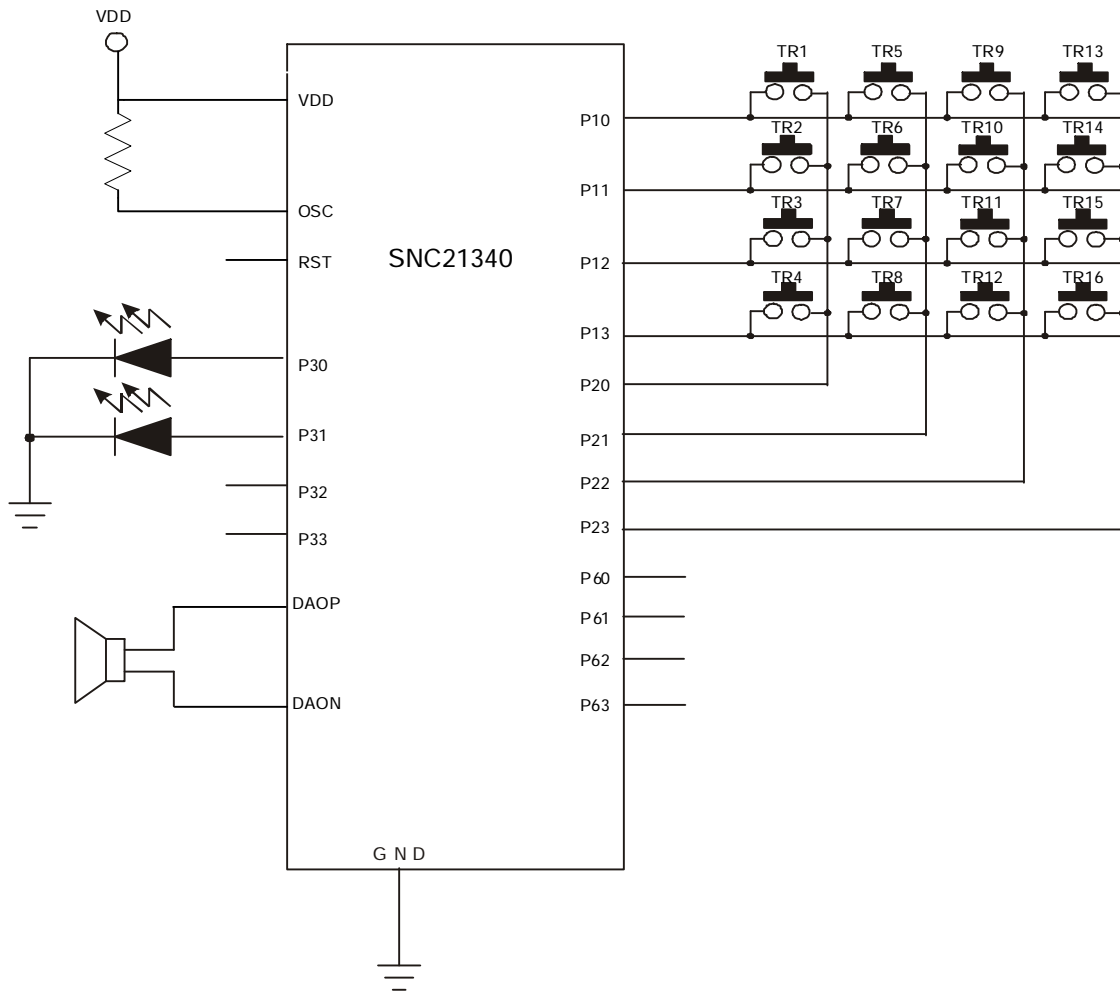 VDD
VDD
OSC
RST
P30
P31
P32
P33
DAOP
DAON
SNC21340
GND
P10
P11
P12
P13
P20
P21
P22
P23
P60
P61
P62
P63
TR1 TR5 TR9 TR13
TR2 TR6 TR10 TR14
TR3 TR7 TR11 TR15
TR4 TR8 TR12 TR16